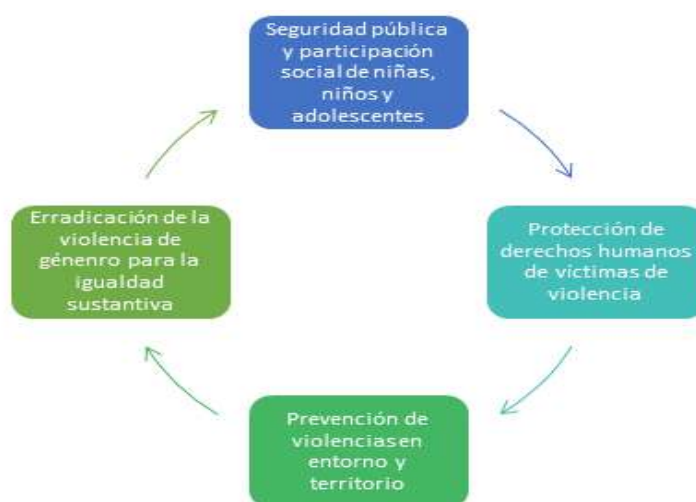 Seguridad pública
y participación
social de niñas,
niños y
adolescentes
Protección de
derechos humanos
de víctimas de
violencia
Prevención de
violencias en
entorno y
territorio
Erradicación de la
violencia de
génenro para la
igualdad
sustantiva